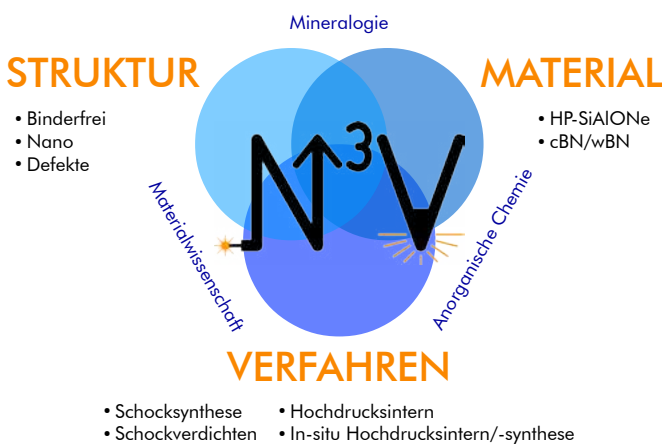 Mineralogie
STRUKTUR
MATERIAL
• Binderfrei
• Nano
• Defekte
• HP-SiAlONe
• cBN/wBN
N↑3V
Materialwissenschaft
Anorganische Chemie
VERFAHREN
• Schocksynthese
• Hochdrucksintern
• Schockverdichten
• In-situ Hochdrucksintern/-synthese